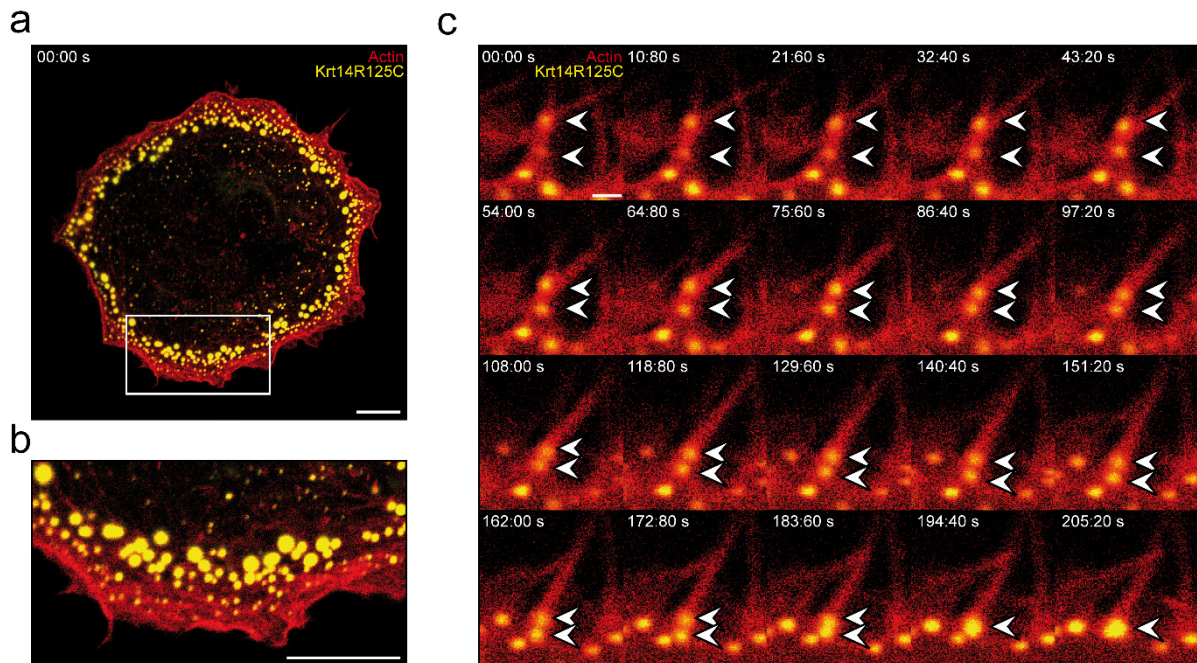 a
00:00 s
Actin
Krt14R125C
b
c
00:00 s
Actin
Krt14R125C
10:80 s
21:60 s
32:40 s
43:20 s
54:00 s
64:80 s
75:60 s
86:40 s
97:20 s
108:00 s
118:80 s
129:60 s
140:40 s
151:20 s
162:00 s
172:80 s
183:60 s
194:40 s
205:20 s